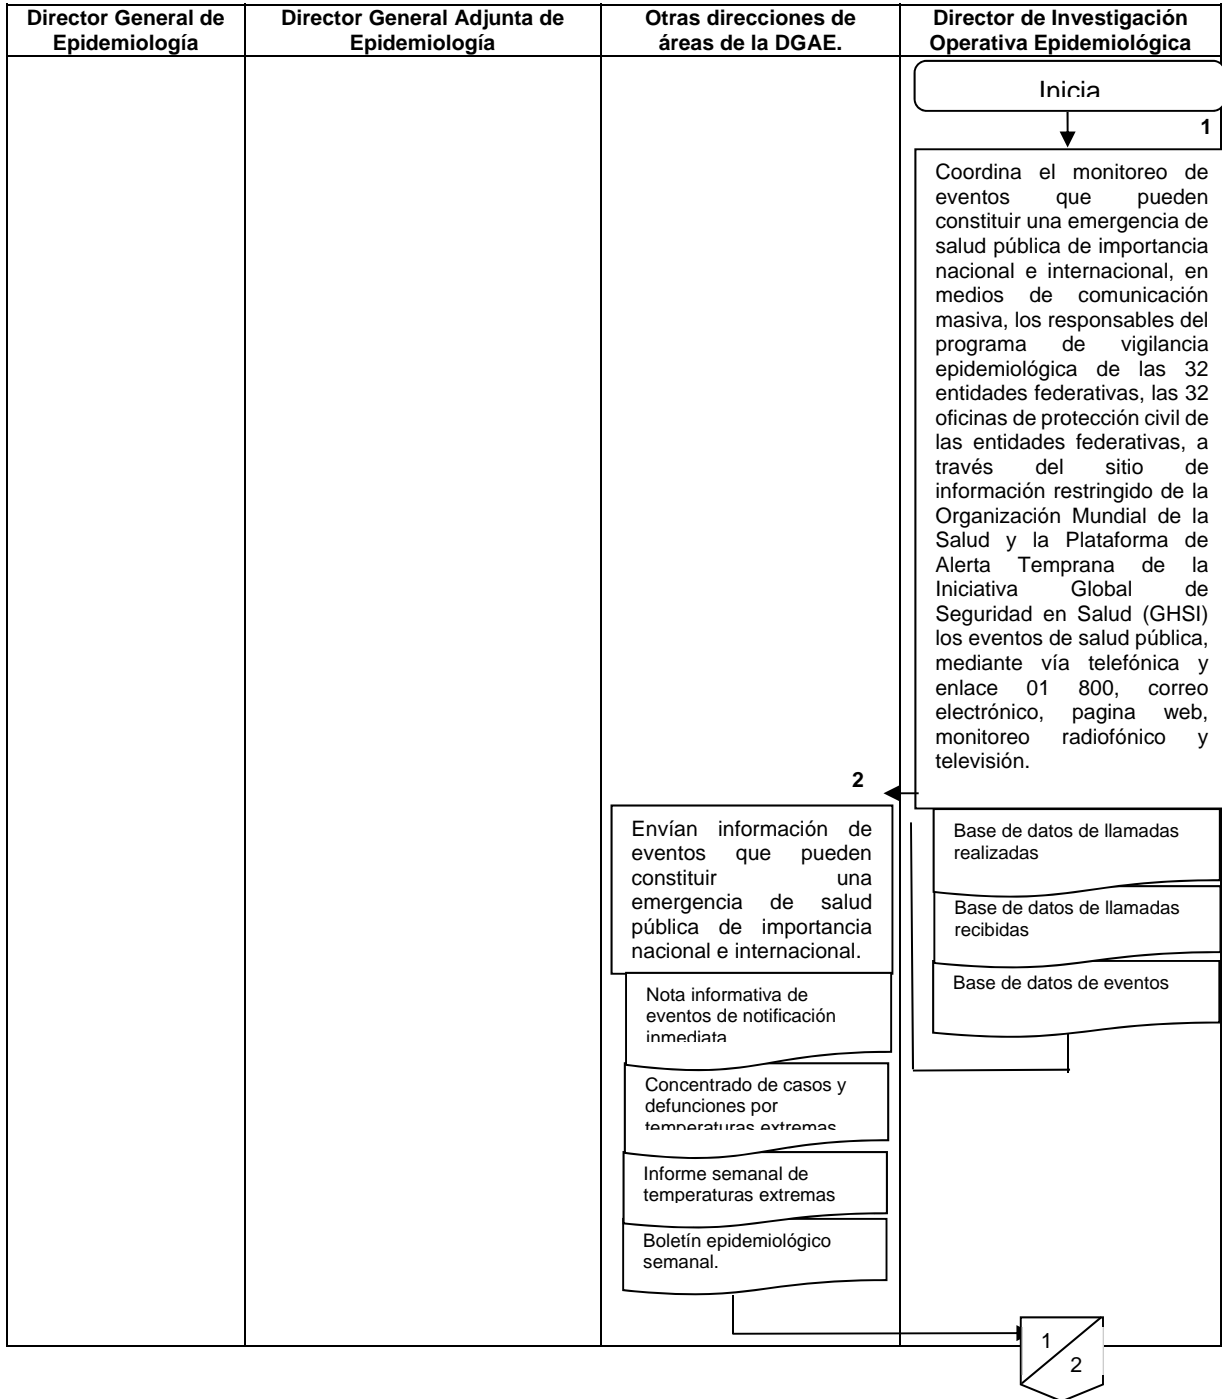 Director General de
Epidemiología
Director General Adjunta de
Epidemiología
Otras direcciones de
áreas de la DGAE.
Director de Investigación
Operativa Epidemiológica
Inicia
1
Coordina el monitoreo de
eventos que pueden
constituir una emergencia de
salud pública de importancia
nacional e internacional, en
medios de comunicación
masiva, los responsables del
programa de vigilancia
epidemiológica de las 32
entidades federativas, las 32
oficinas de protección civil de
las entidades federativas, a
través del sitio de
información restringido de la
Organización Mundial de la
Salud y la Plataforma de
Alerta Temprana de la
Iniciativa Global de
Seguridad en Salud (GHSI)
los eventos de salud pública,
mediante vía telefónica y
enlace 01 800, correo
electrónico, pagina web,
monitoreo radiofónico y
televisión.
2
Envían información de
eventos que pueden
constituir una
emergencia de salud
pública de importancia
nacional e internacional.
Nota informativa de
eventos de notificación
inmediata
Concentrado de casos y
defunciones por
temperaturas extremas
Informe semanal de
temperaturas extremas
Boletín epidemiológico
semanal.
Base de datos de llamadas
realizadas
Base de datos de llamadas
recibidas
Base de datos de eventos
1
2